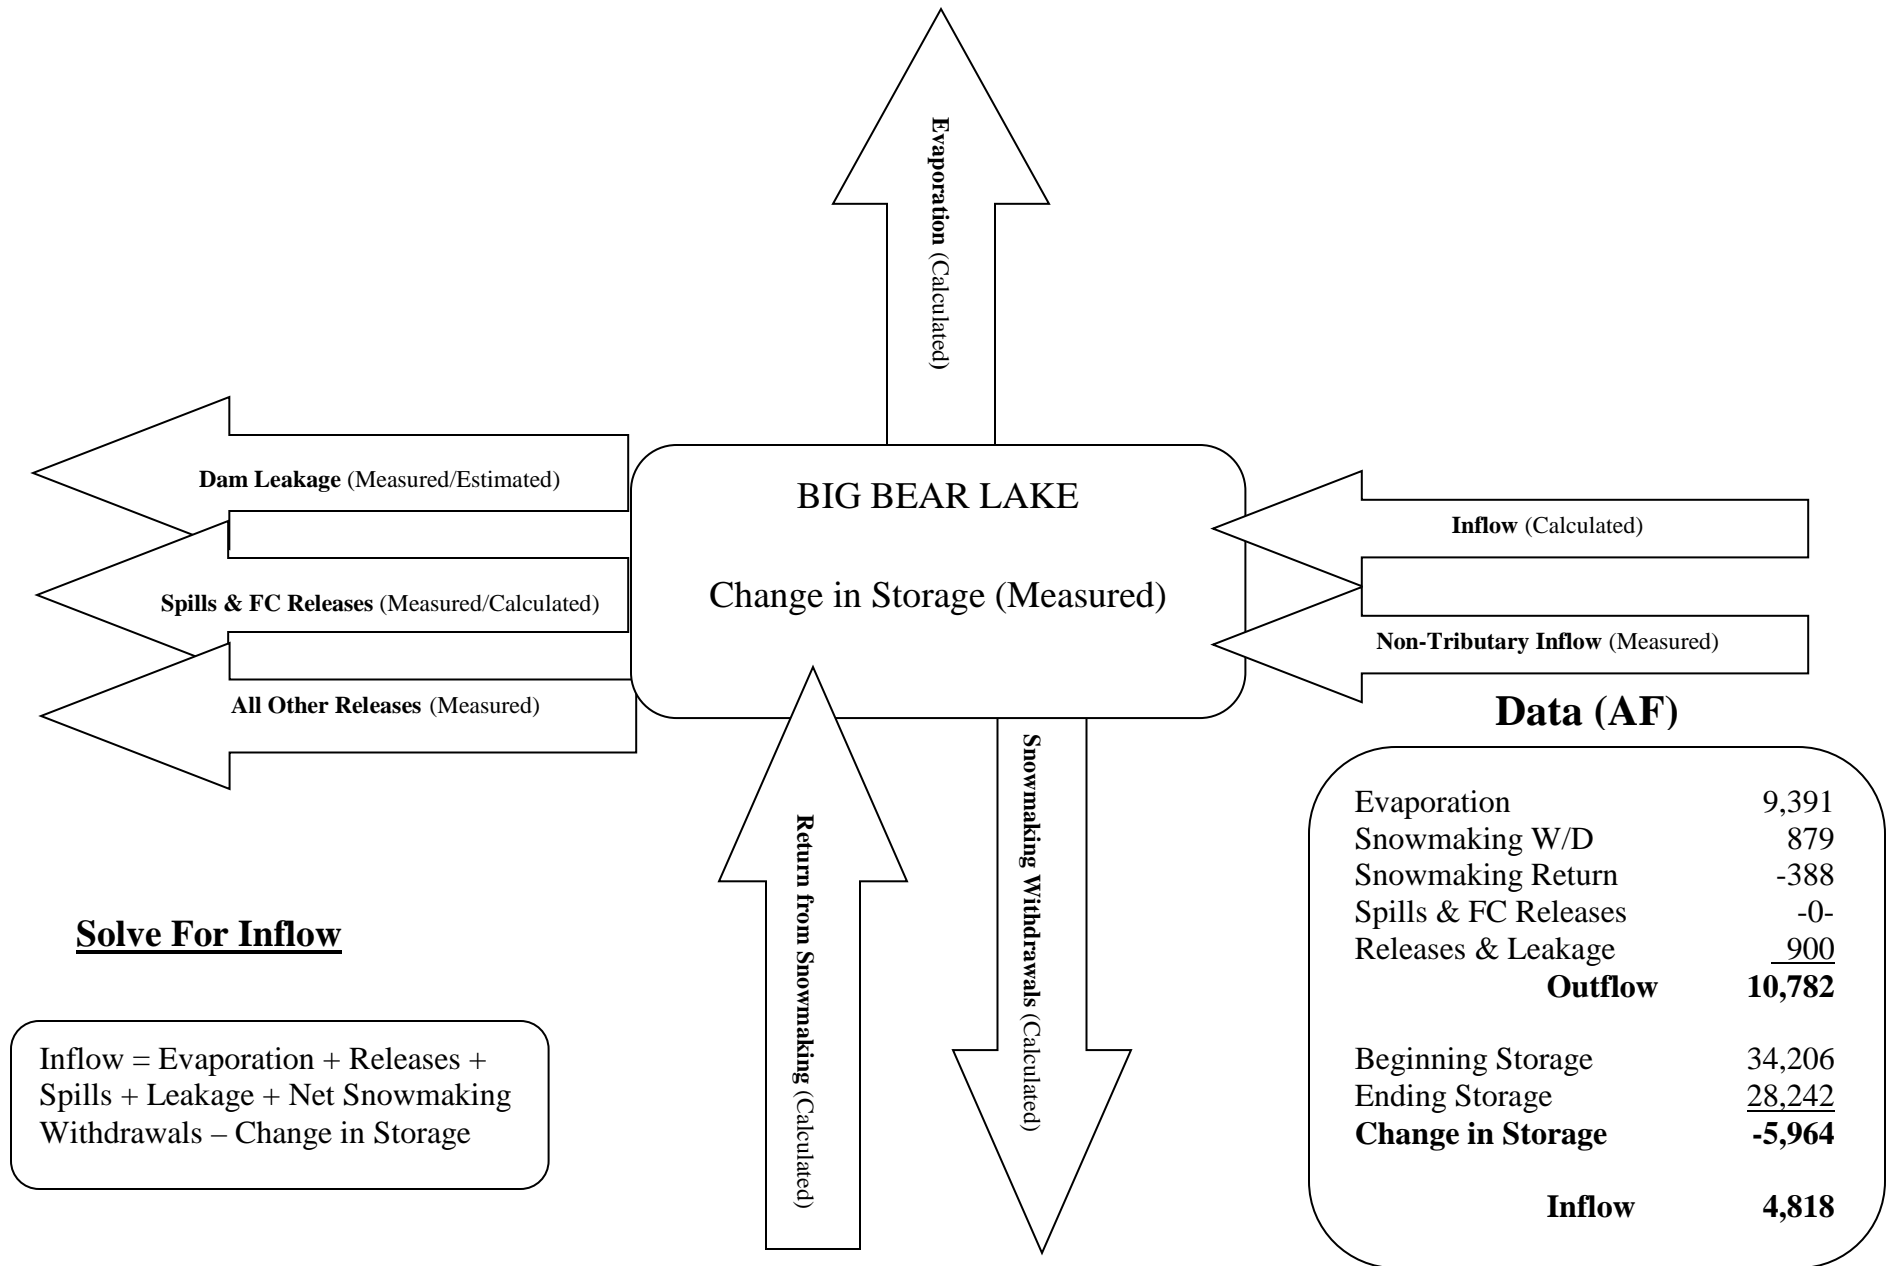 Evaporation (Calculated)
Dam Leakage (Measured/Estimated)
Spills & FC Releases (Measured/Calculated)
All Other Releases (Measured)
BIG BEAR LAKE
Change in Storage (Measured)
Inflow (Calculated)
Non-Tributary Inflow (Measured)
Return from Snowmaking (Calculated)
Snowmaking Withdrawals (Calculated)
Solve For Inflow
Inflow = Evaporation + Releases +
Spills + Leakage + Net Snowmaking
Withdrawals – Change in Storage
Data (AF)
Evaporation 9,391
Snowmaking W/D 879
Snowmaking Return -388
Spills & FC Releases -0-
Releases & Leakage 900
Outflow 10,782
Beginning Storage 34,206
Ending Storage 28,242
Change in Storage -5,964
Inflow 4,818